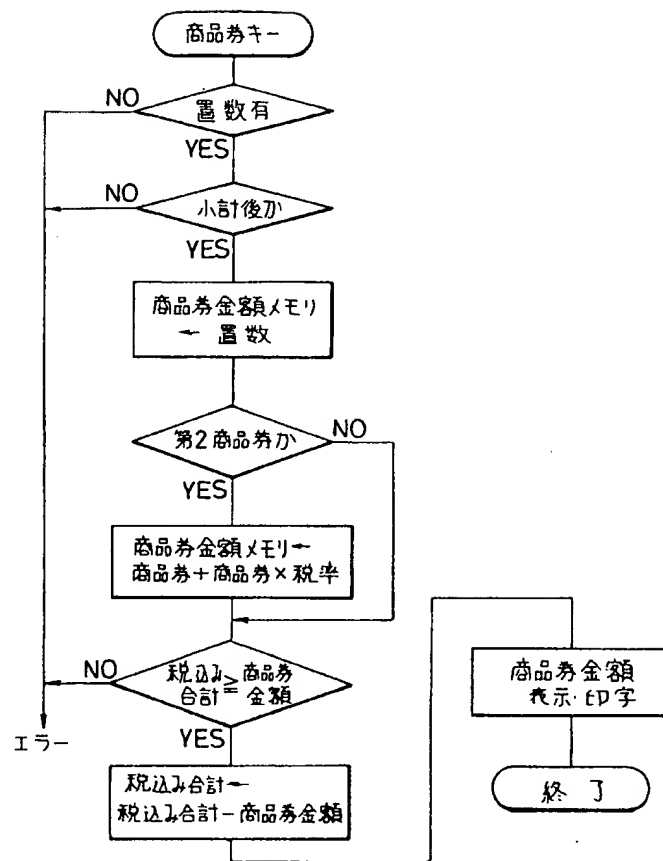 商品券キー
NO
置数有
YES
NO
小計後か
YES
商品券金額メモリ
← 置数
第2商品券か
NO
YES
商品券金額メモリ←
商品券+商品券×税率
NO
税込み≧商品券
合計 金額
YES
エラー
税込み合計←
税込み合計-商品券金額
商品券金額
表示・印字
終了